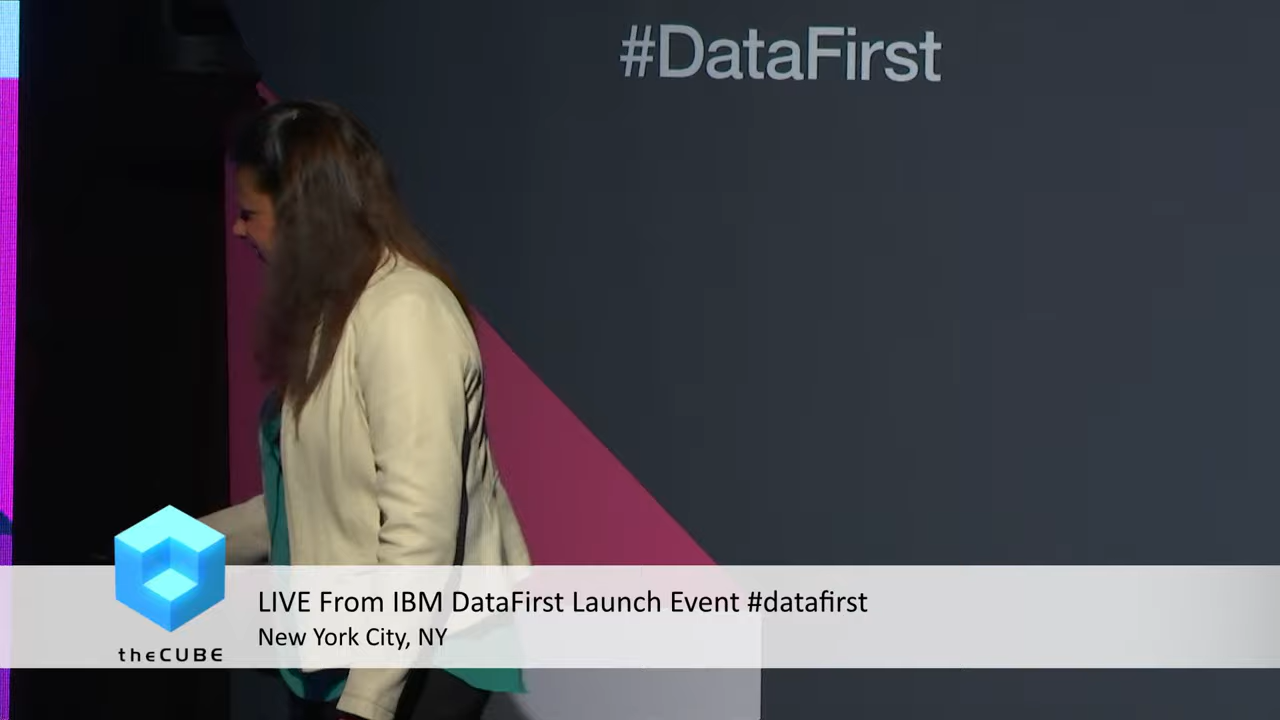 #DataFirst
LIVE From IBM DataFirst Launch Event #datafirst
New York City, NY
theCUBE